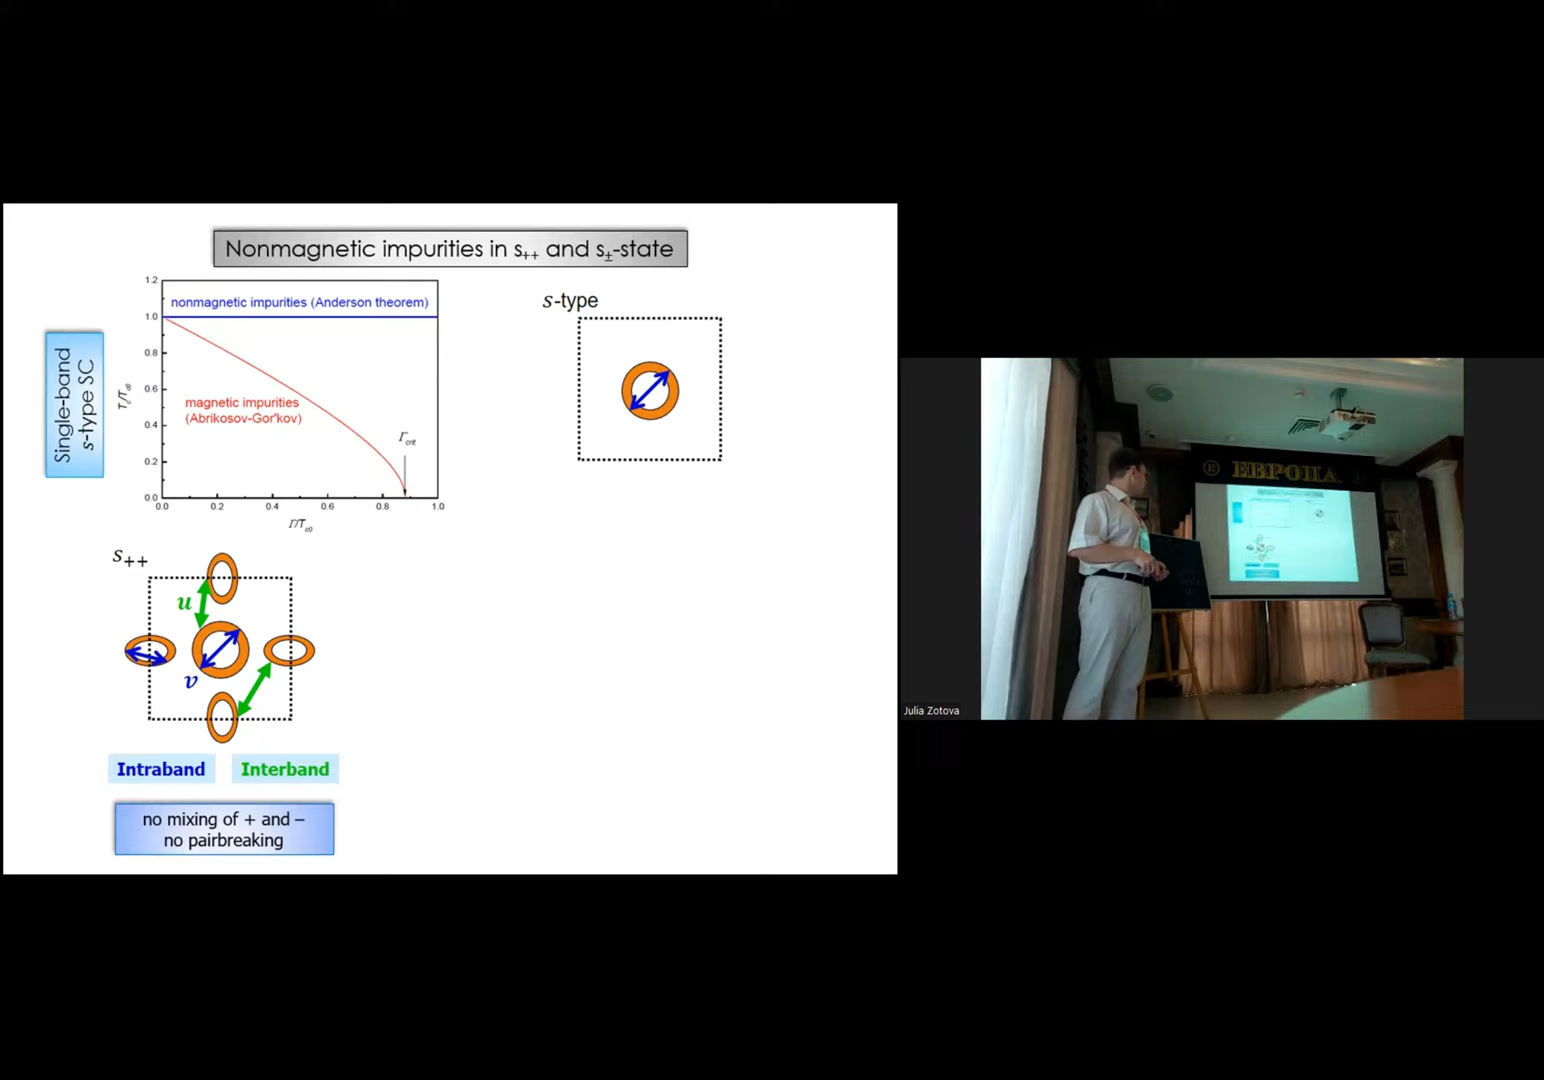 Nonmagnetic impurities in s++ and s±-state
Single-band
s-type SC
nonmagnetic impurities (Anderson theorem)
magnetic impurities
(Abrikosov-Gor'kov)
Γcrit
Tc/Tc0
1.2
1.0
0.8
0.6
0.4
0.2
0.0
0.0 0.2 0.4 0.6 0.8 1.0
Γ/Tc0
s-type
s++
u
v
Intraband Interband
no mixing of + and –
no pairbreaking
ЕВРОПА
Julia Zotova